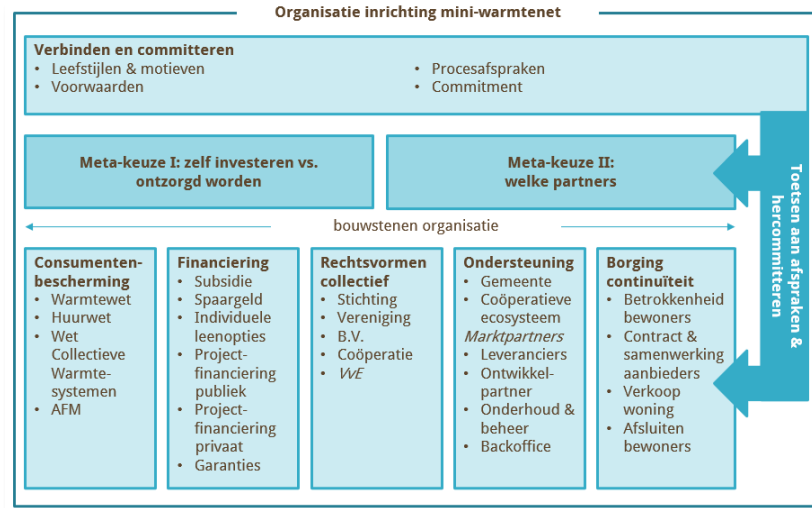 Organisatie inrichting mini-warmtenet
Verbinden en committeren
• Leefstijlen & motieven
• Voorwaarden
• Procesafspraken
• Commitment
Meta-keuze I: zelf investeren vs.
ontzorgd worden
Meta-keuze II:
welke partners
bouwstenen organisatie
Consumenten-
bescherming
• Warmtewet
• Huurwet
• Wet
Collectieve
Warmte-
systemen
• AFM
Financiering
• Subsidie
• Spaargeld
• Individuele
leenopties
• Project-
financiering
publiek
• Project-
financiering
privaat
• Garanties
Rechtsvormen
collectief
• Stichting
• Vereniging
• B.V.
• Coöperatie
• VvE
Ondersteuning
• Gemeente
• Coöperatieve
ecosysteem
Marktpartners
• Leveranciers
• Ontwikkel-
partner
• Onderhoud &
beheer
• Backoffice
Borging
continuïteit
• Betrokkenheid
bewoners
• Contract &
samenwerking
aanbieders
• Verkoop
woning
• Afsluiten
bewoners
Toetsen aan afspraken &
hercommitteren